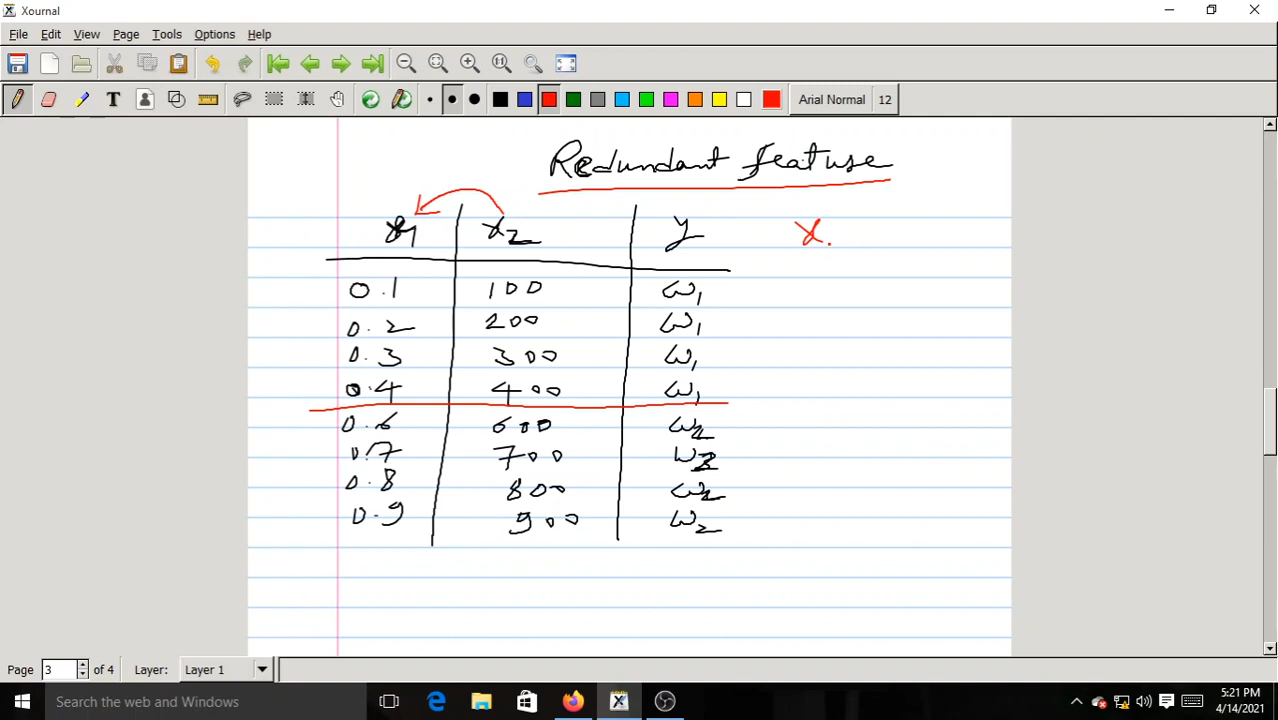 Xournal
File Edit View Page Tools Options Help
Arial Normal 12
Redundant feature
x1 x2 y x.
0.1 100 ω1
0.2 200 ω1
0.3 300 ω1
0.4 400 ω1
0.6 600 ω2
0.7 700 ω2
0.8 800 ω2
0.9 900 ω2
Page 3 of 4 Layer: Layer 1
Search the web and Windows
5:21 PM
4/14/2021